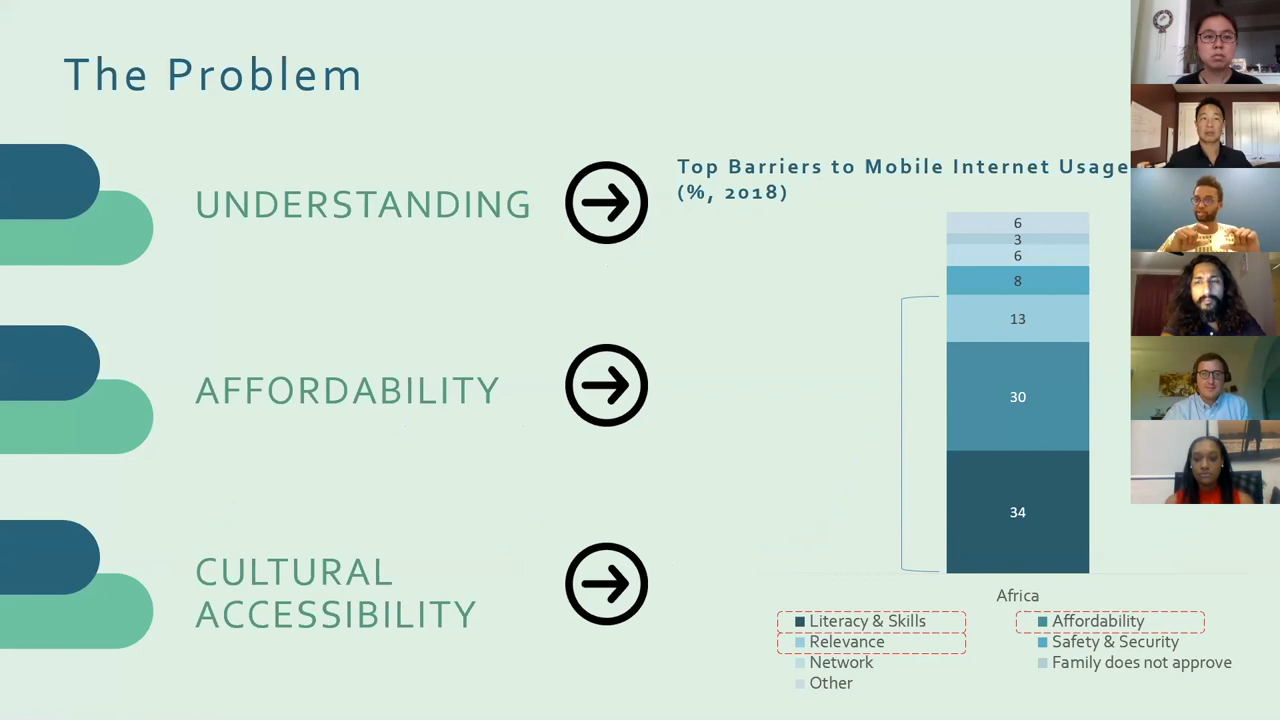 The Problem
UNDERSTANDING
AFFORDABILITY
CULTURAL
ACCESSIBILITY
Top Barriers to Mobile Internet Usage
(%, 2018)
6
3
6
8
13
30
34
Africa
Literacy & Skills
Affordability
Relevance
Safety & Security
Network
Family does not approve
Other